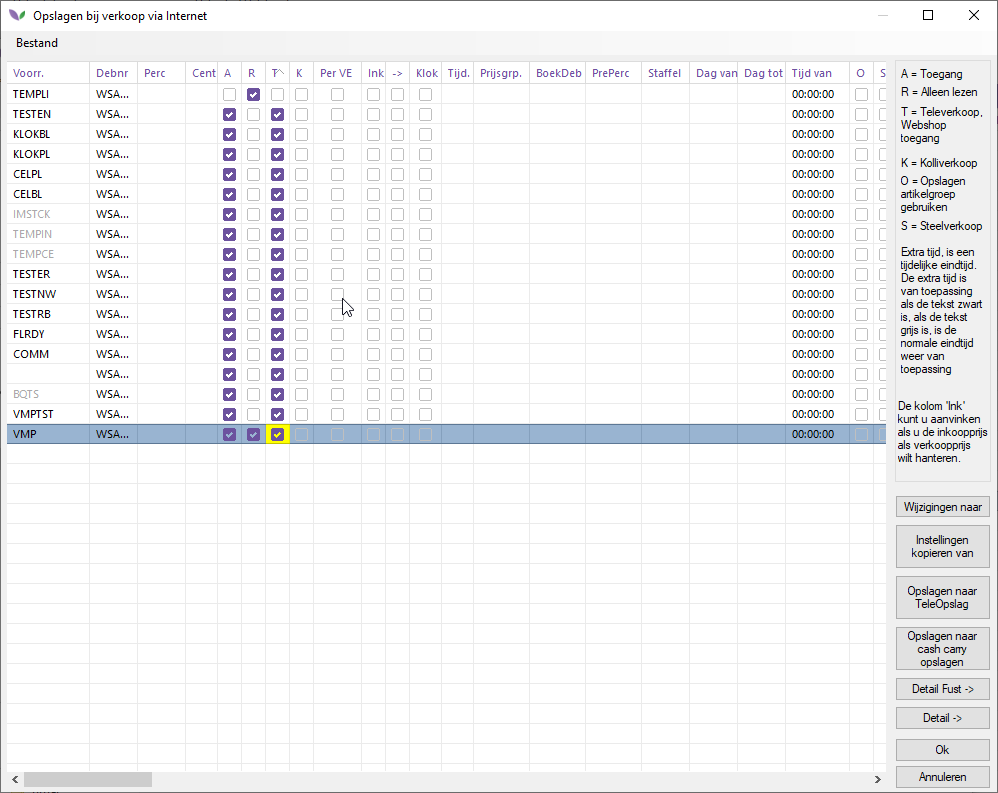 Opslagen bij verkoop via Internet
Bestand
Voorr. Debnr Perc Cent A R T K Per VE Ink -> Klok Tijd. Prijsgrp. BoekDeb PrePerc Staffel Dag van Dag tot Tijd van O S
TEMPLI WSA... 00:00:00
TESTEN WSA... 00:00:00
KLOKBL WSA... 00:00:00
KLOKPL WSA... 00:00:00
CELPL WSA... 00:00:00
CELBL WSA... 00:00:00
IMSTCK WSA... 00:00:00
TEMPIN WSA... 00:00:00
TEMPCE WSA... 00:00:00
TESTER WSA... 00:00:00
TESTNW WSA... 00:00:00
TESTRB WSA... 00:00:00
FLRDY WSA... 00:00:00
COMM WSA... 00:00:00
WSA... 00:00:00
BQTS WSA... 00:00:00
VMPTST WSA... 00:00:00
VMP WSA... 00:00:00
A = Toegang
R = Alleen lezen
T = Televerkoop,
Webshop
toegang
K = Kolliverkoop
O = Opslagen
artikelgroep
gebruiken
S = Steelverkoop
Extra tijd, is een
tijdelijke eindtijd.
De extra tijd is
van toepassing
als de tekst zwart
is, als de tekst
grijs is, is de
normale eindtijd
weer van
toepassing
De kolom 'Ink'
kunt u aanvinken
als u de inkoopprijs
als verkoopprijs
wilt hanteren.
Wijzigingen naar
Instellingen
kopieren van
Opslagen naar
TeleOpslag
Opslagen naar
cash carry
opslagen
Detail Fust ->
Detail ->
Ok
Annuleren